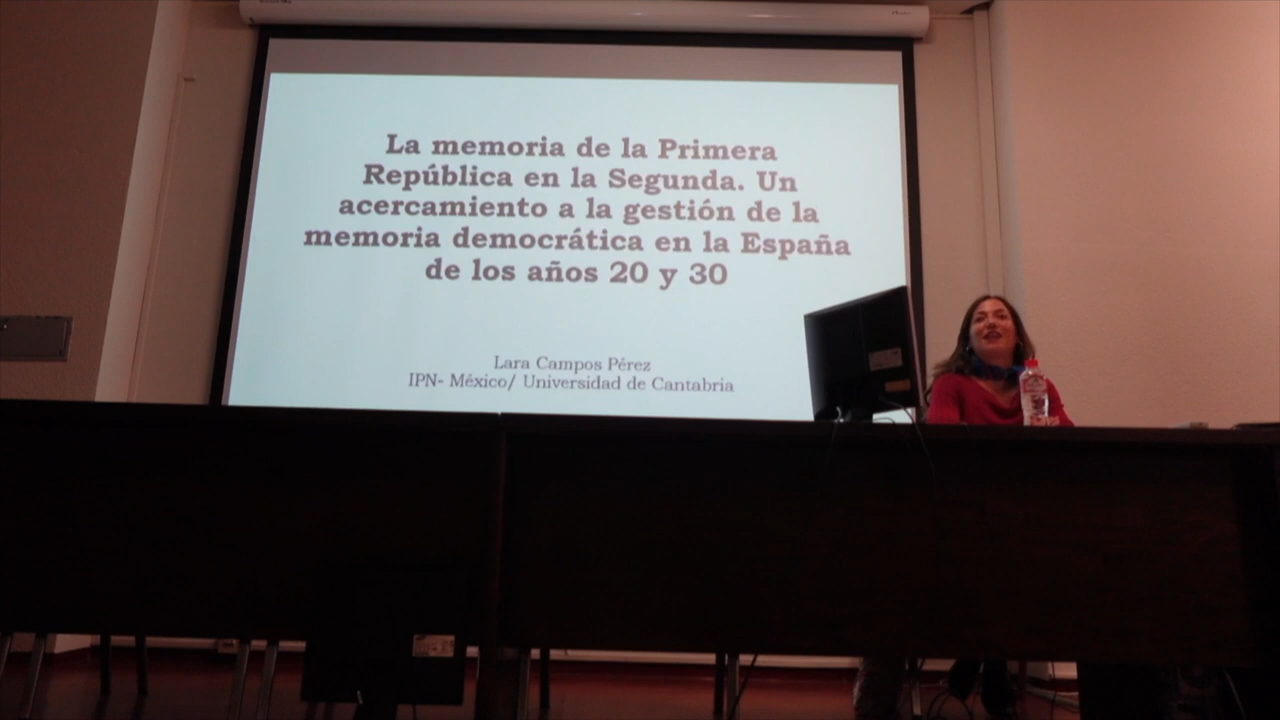 La memoria de la Primera
República en la Segunda. Un
acercamiento a la gestión de la
memoria democrática en la España
de los años 20 y 30
Lara Campos Pérez
IPN- México/ Universidad de Cantabria